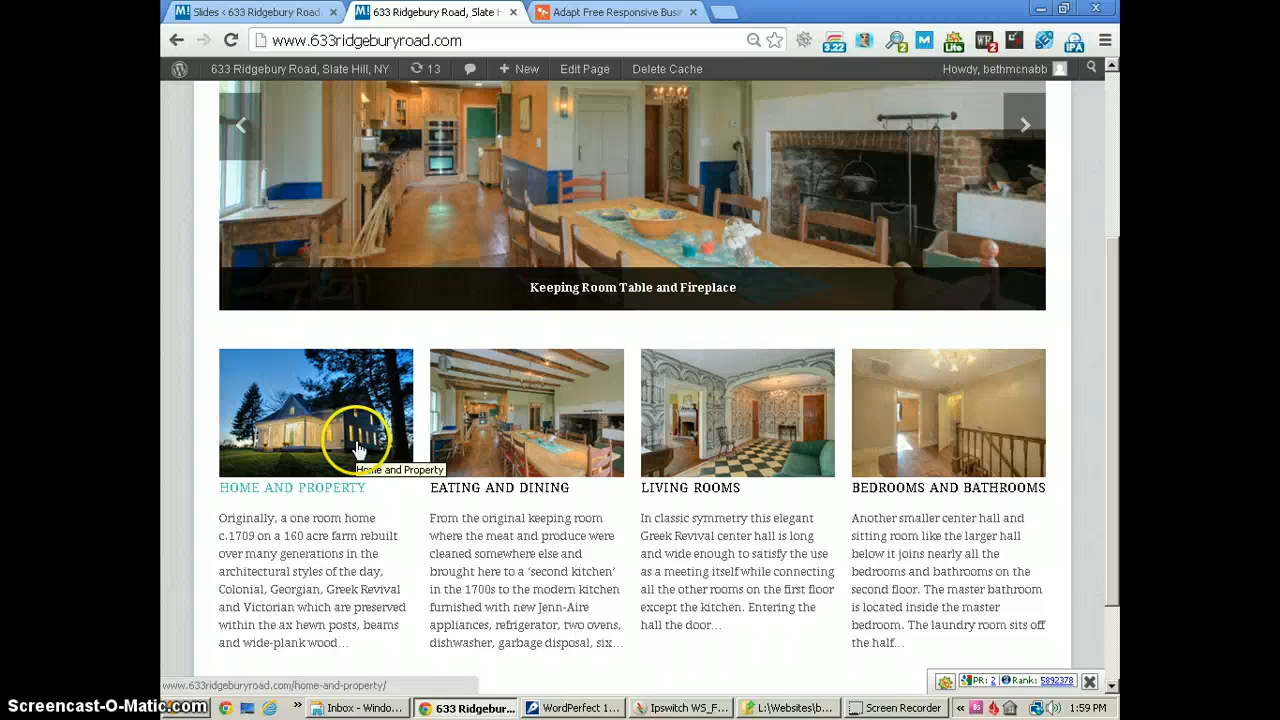 Slides ‹ 633 Ridgebury Road
633 Ridgebury Road, Slate H
Adapt Free Responsive Busi
www.633ridgeburyroad.com
3.22
2
Lite
WR
2
IPA
633 Ridgebury Road, Slate Hill, NY
13
New
Edit Page
Delete Cache
Howdy, bethmcnabb
Keeping Room Table and Fireplace
Home and Property
HOME AND PROPERTY
Originally, a one room home
c.1709 on a 160 acre farm rebuilt
over many generations in the
architectural styles of the day,
Colonial, Georgian, Greek Revival
and Victorian which are preserved
within the ax hewn posts, beams
and wide-plank wood…
EATING AND DINING
From the original keeping room
where the meat and produce were
cleaned somewhere else and
brought here to a ‘second kitchen’
in the 1700s to the modern kitchen
furnished with new Jenn-Aire
appliances, refrigerator, two ovens,
dishwasher, garbage disposal, six…
LIVING ROOMS
In classic symmetry this elegant
Greek Revival center hall is long
and wide enough to satisfy the use
as a meeting itself while connecting
all the other rooms on the first floor
except the kitchen. Entering the
hall the door…
BEDROOMS AND BATHROOMS
Another smaller center hall and
sitting room like the larger hall
below it joins nearly all the
bedrooms and bathrooms on the
second floor. The master bathroom
is located inside the master
bedroom. The laundry room sits off
the half…
www.633ridgeburyroad.com/home-and-property/
PR: 2
Rank: 5892378
Screencast-O-Matic.com
Inbox - Windo...
633 Ridgebur...
WordPerfect 1...
Ipswitch WS_F...
L:\Websites\b...
Screen Recorder
1:59 PM